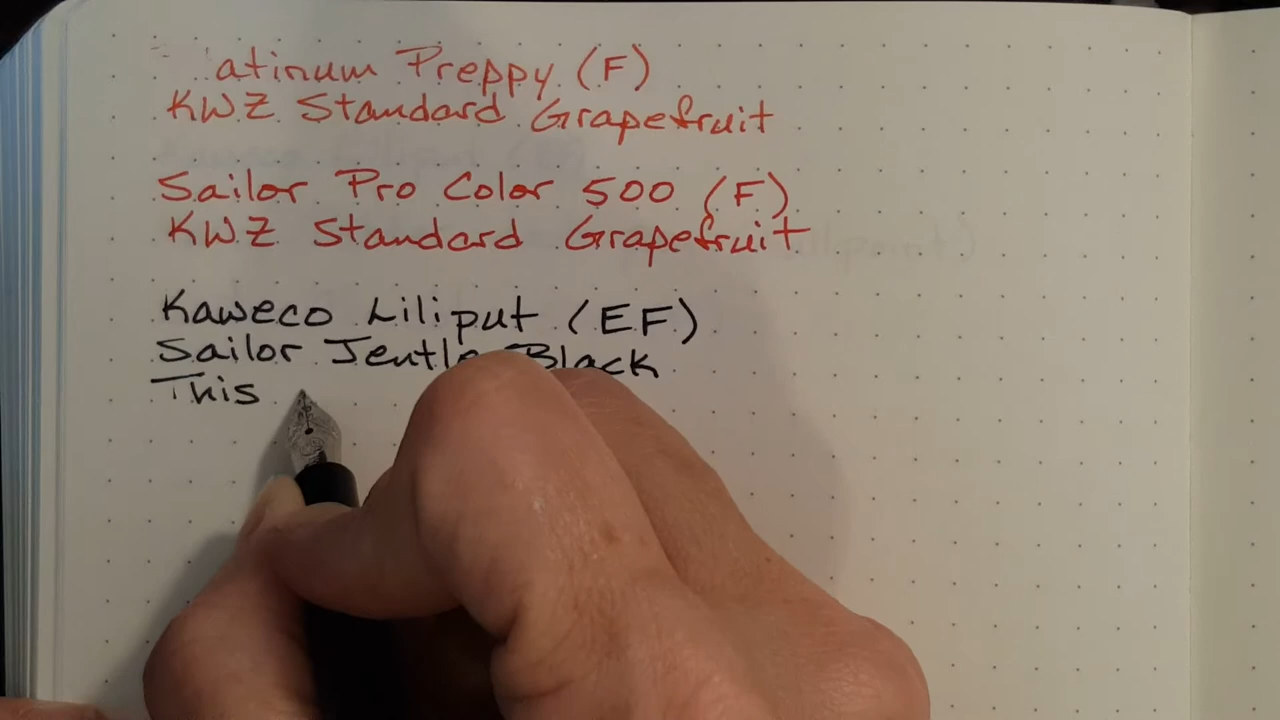 atinum Preppy (F)
KWZ Standard Grapefruit
Sailor Pro Color 500 (F)
KWZ Standard Grapefruit
Kaweco Liliput (EF)
Sailor Jentle Black
This